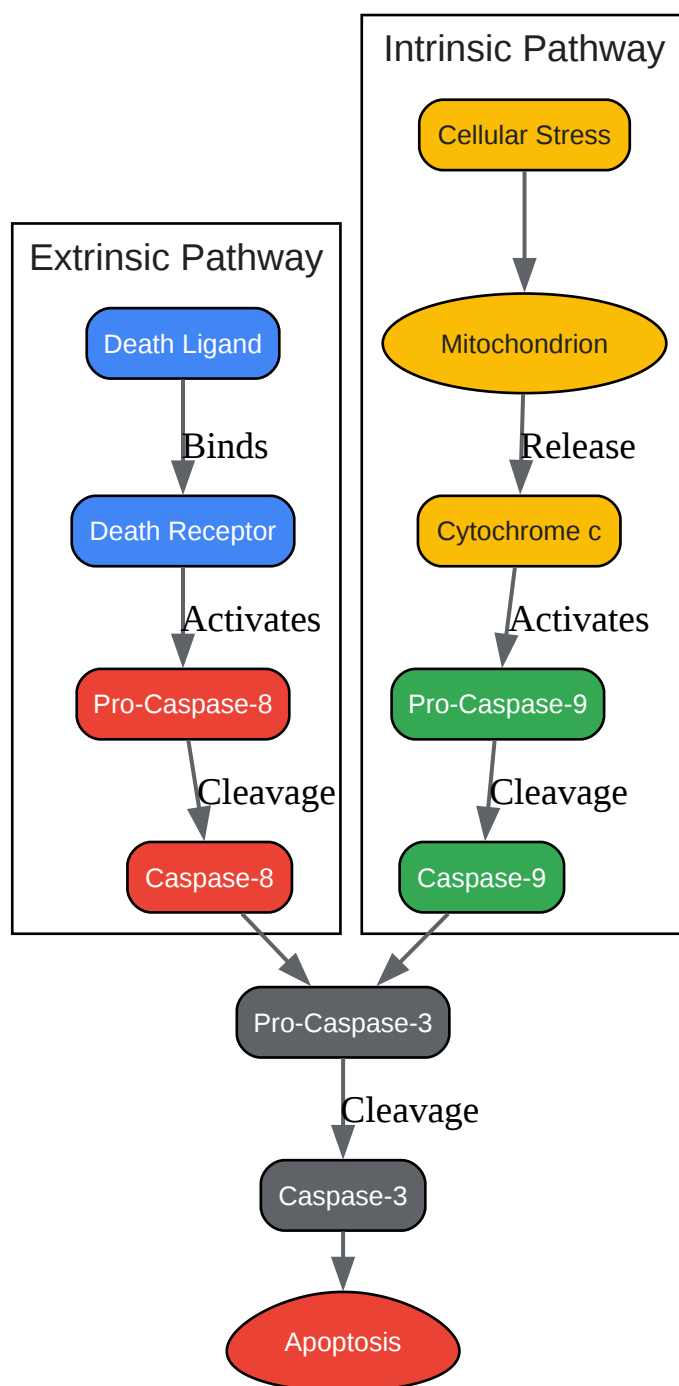 Intrinsic Pathway
Cellular Stress
Extrinsic Pathway
Death Ligand
Mitochondrion
Binds
Release
Death Receptor
Cytochrome c
Activates
Activates
Pro-Caspase-8
Pro-Caspase-9
Cleavage
Cleavage
Caspase-8
Caspase-9
Pro-Caspase-3
Cleavage
Caspase-3
Apoptosis